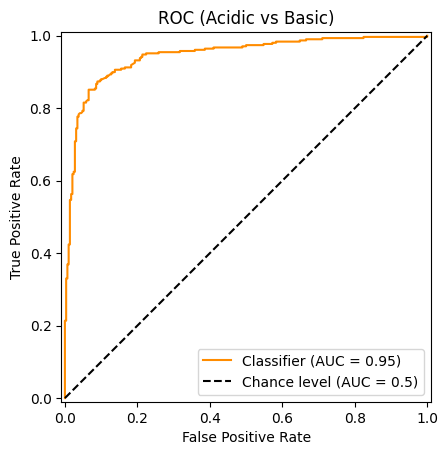 ROC (Acidic vs Basic)
True Positive Rate
1.0
0.8
0.6
0.4
0.2
0.0
Classifier (AUC = 0.95)
Chance level (AUC = 0.5)
0.0 0.2 0.4 0.6 0.8 1.0
False Positive Rate